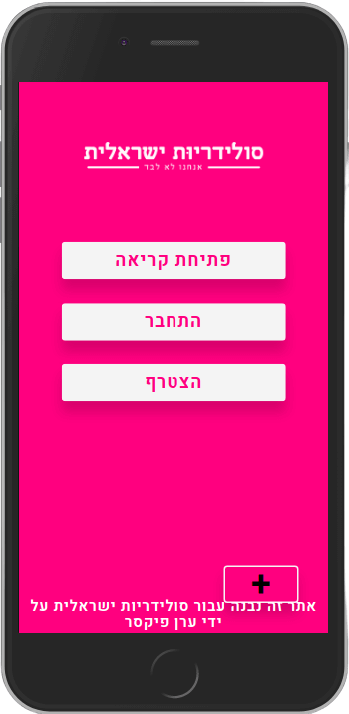 סולידריות ישראלית
אנחנו לא לבד
פתיחת קריאה
התחבר
הצטרף
+
אתר זה נבנה עבור סולידריות ישראלית על
ידי ערן פיקסר